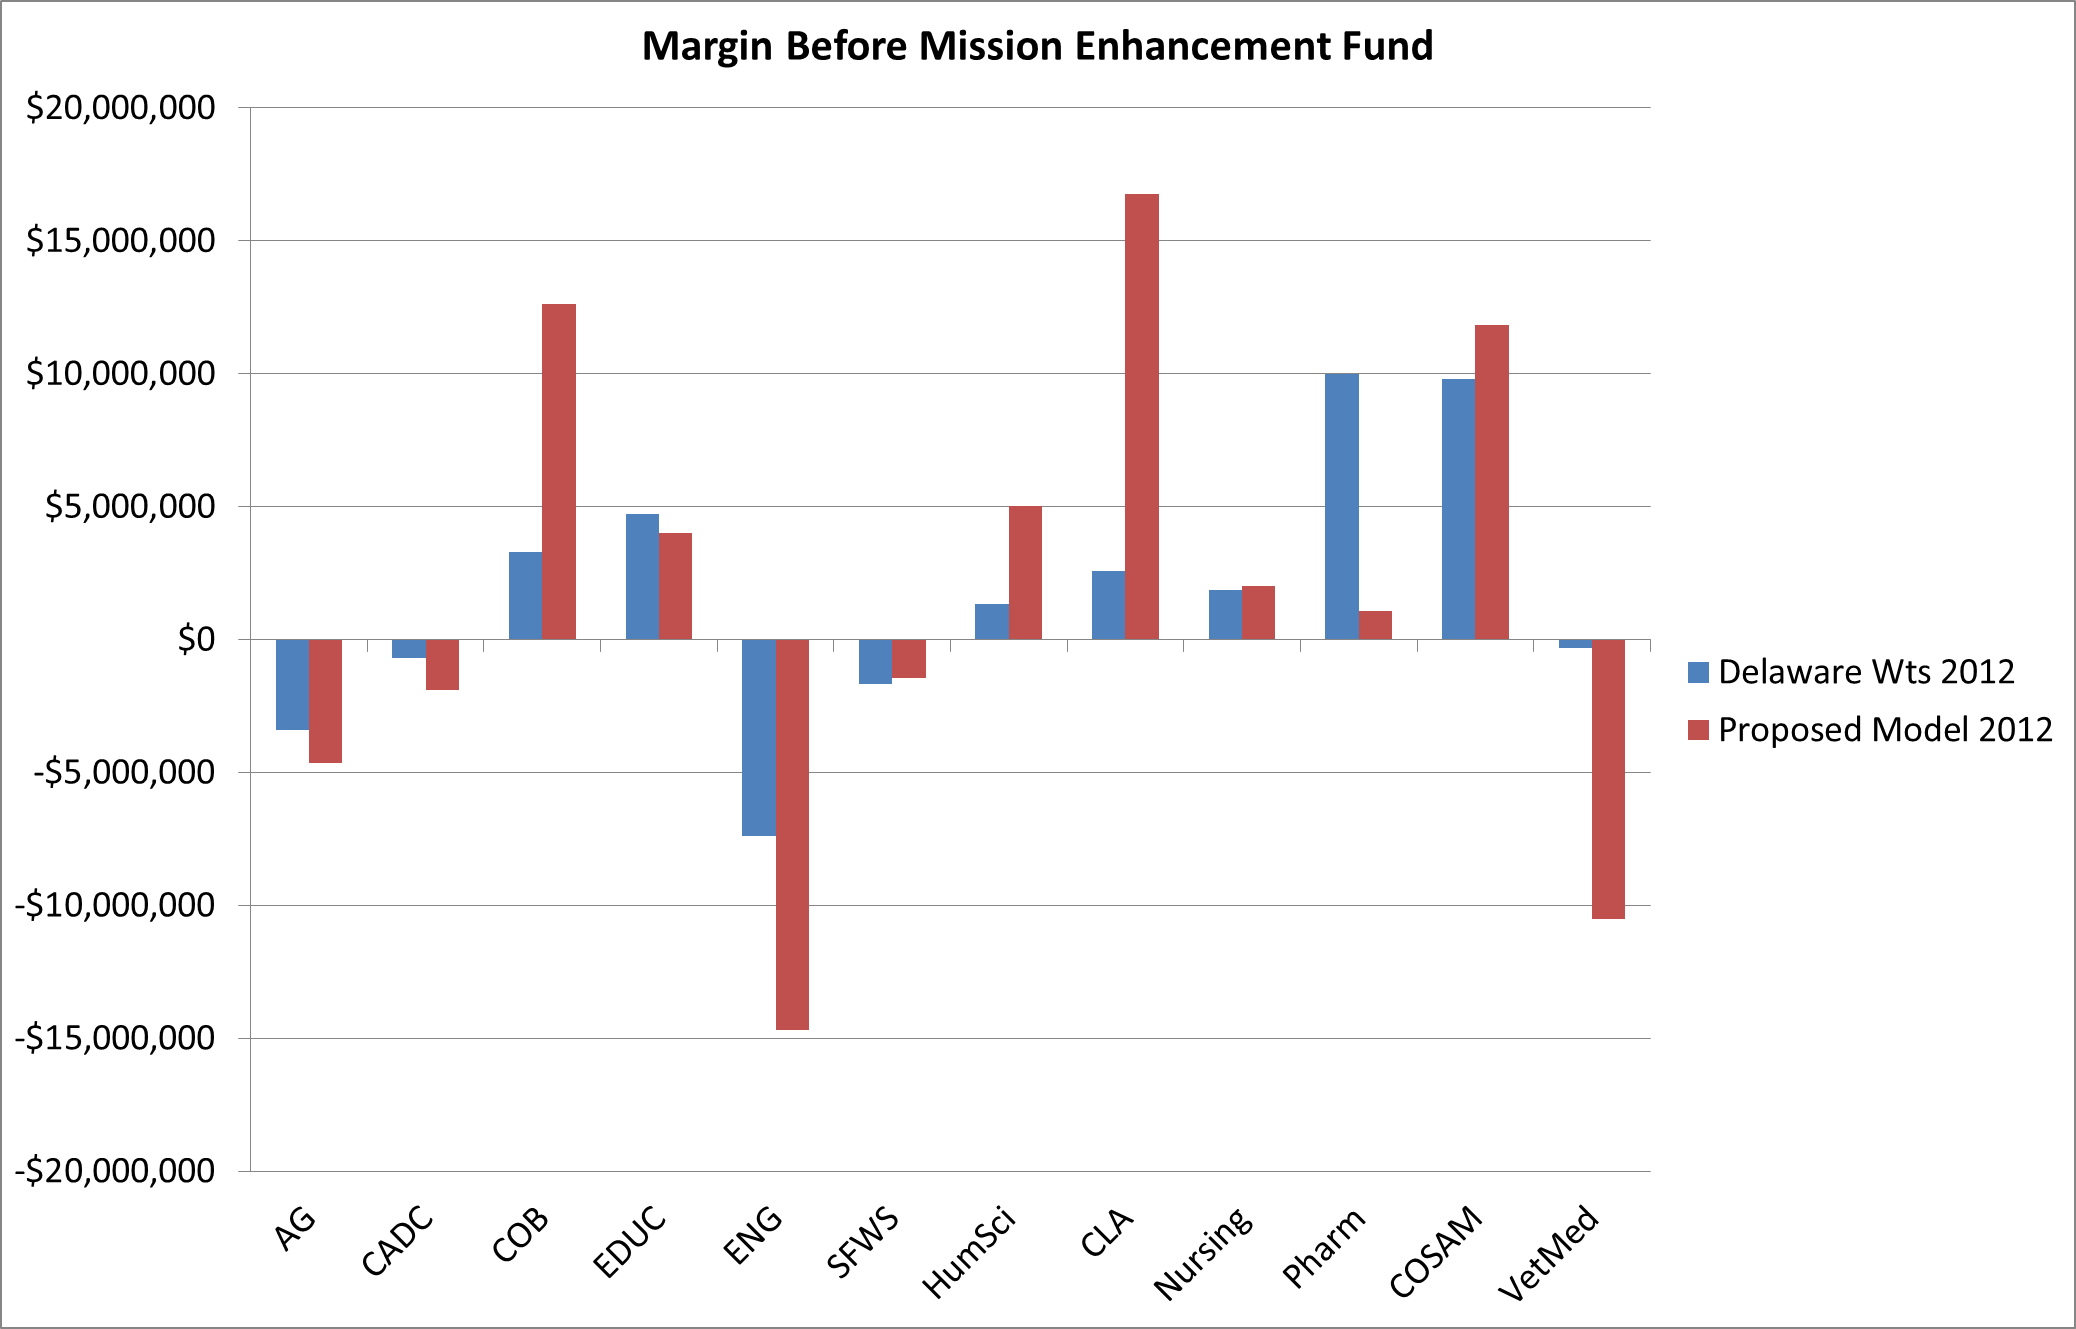 Margin Before Mission Enhancement Fund
$20,000,000
$15,000,000
$10,000,000
$5,000,000
$0
-$5,000,000
-$10,000,000
-$15,000,000
-$20,000,000
AG
CADC
COB
EDUC
ENG
SFWS
HumSci
CLA
Nursing
Pharm
COSAM
VetMed
Delaware Wts 2012
Proposed Model 2012